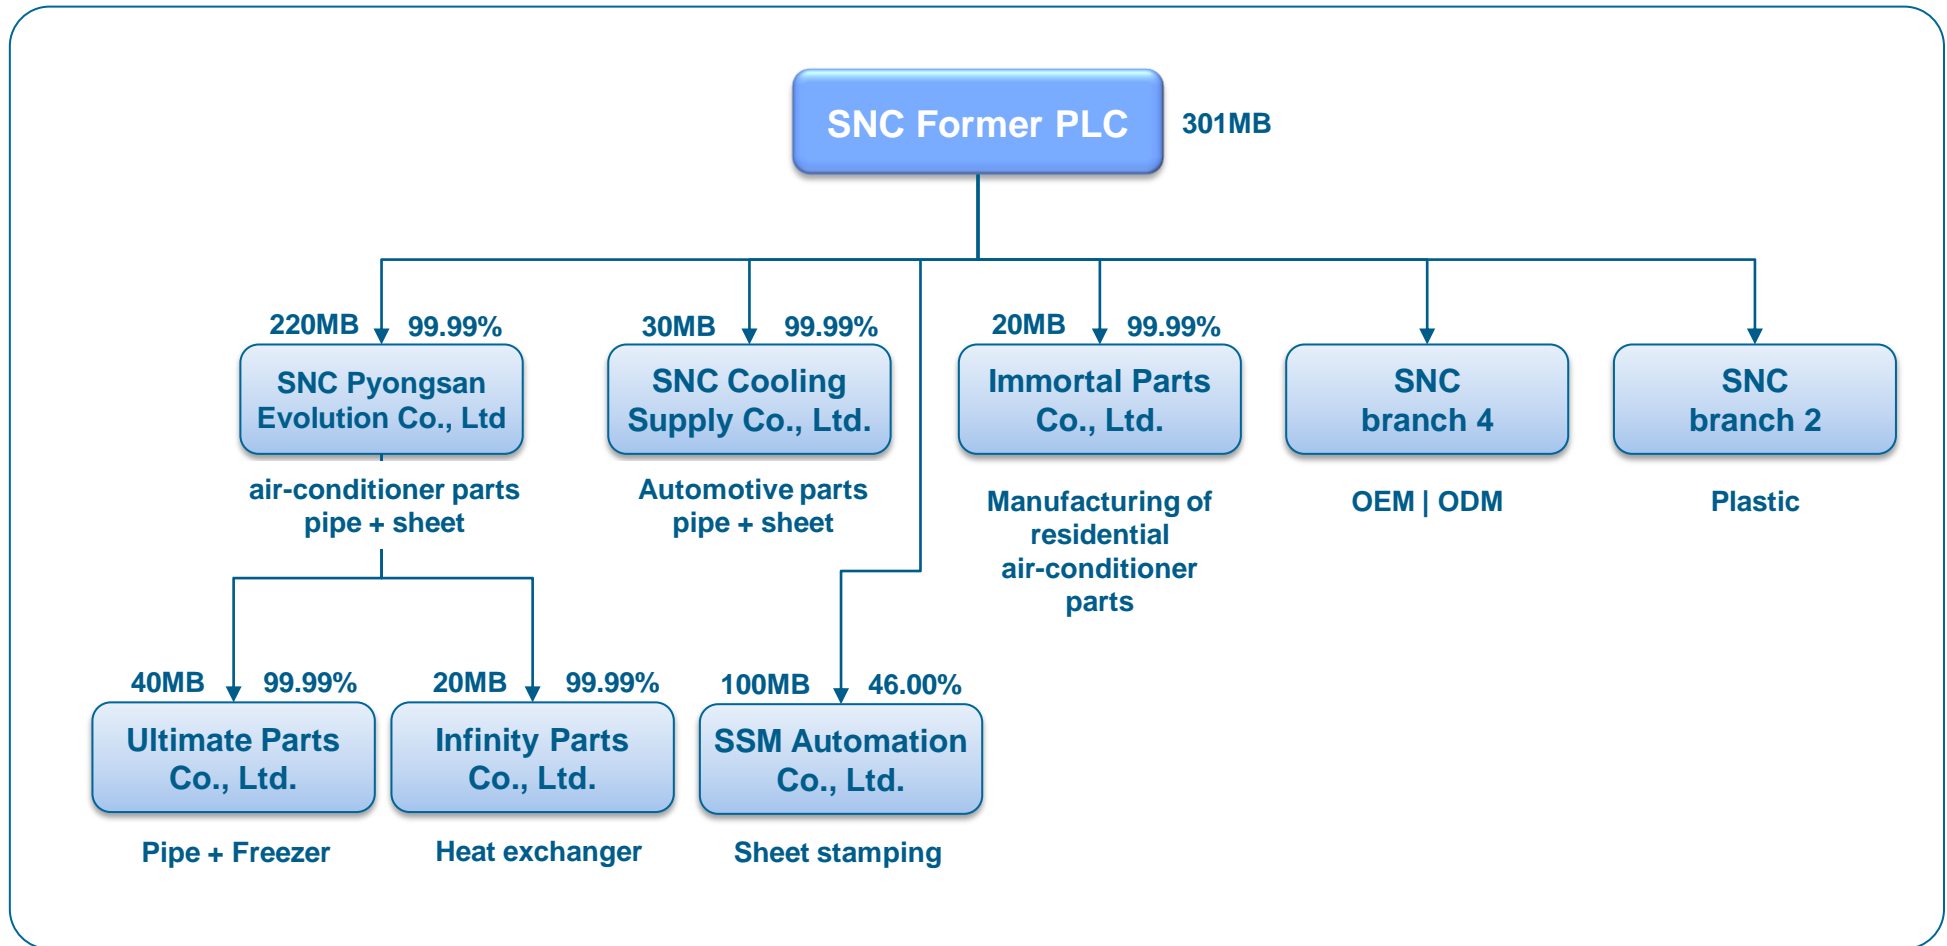 SNC Former PLC
301MB
220MB
99.99%
SNC Pyongsan
Evolution Co., Ltd
air-conditioner parts
pipe + sheet
30MB
99.99%
SNC Cooling
Supply Co., Ltd.
Automotive parts
pipe + sheet
20MB
99.99%
Immortal Parts
Co., Ltd.
Manufacturing of
residential
air-conditioner
parts
SNC
branch 4
OEM | ODM
SNC
branch 2
Plastic
40MB
99.99%
Ultimate Parts
Co., Ltd.
Pipe + Freezer
20MB
99.99%
Infinity Parts
Co., Ltd.
Heat exchanger
100MB
46.00%
SSM Automation
Co., Ltd.
Sheet stamping